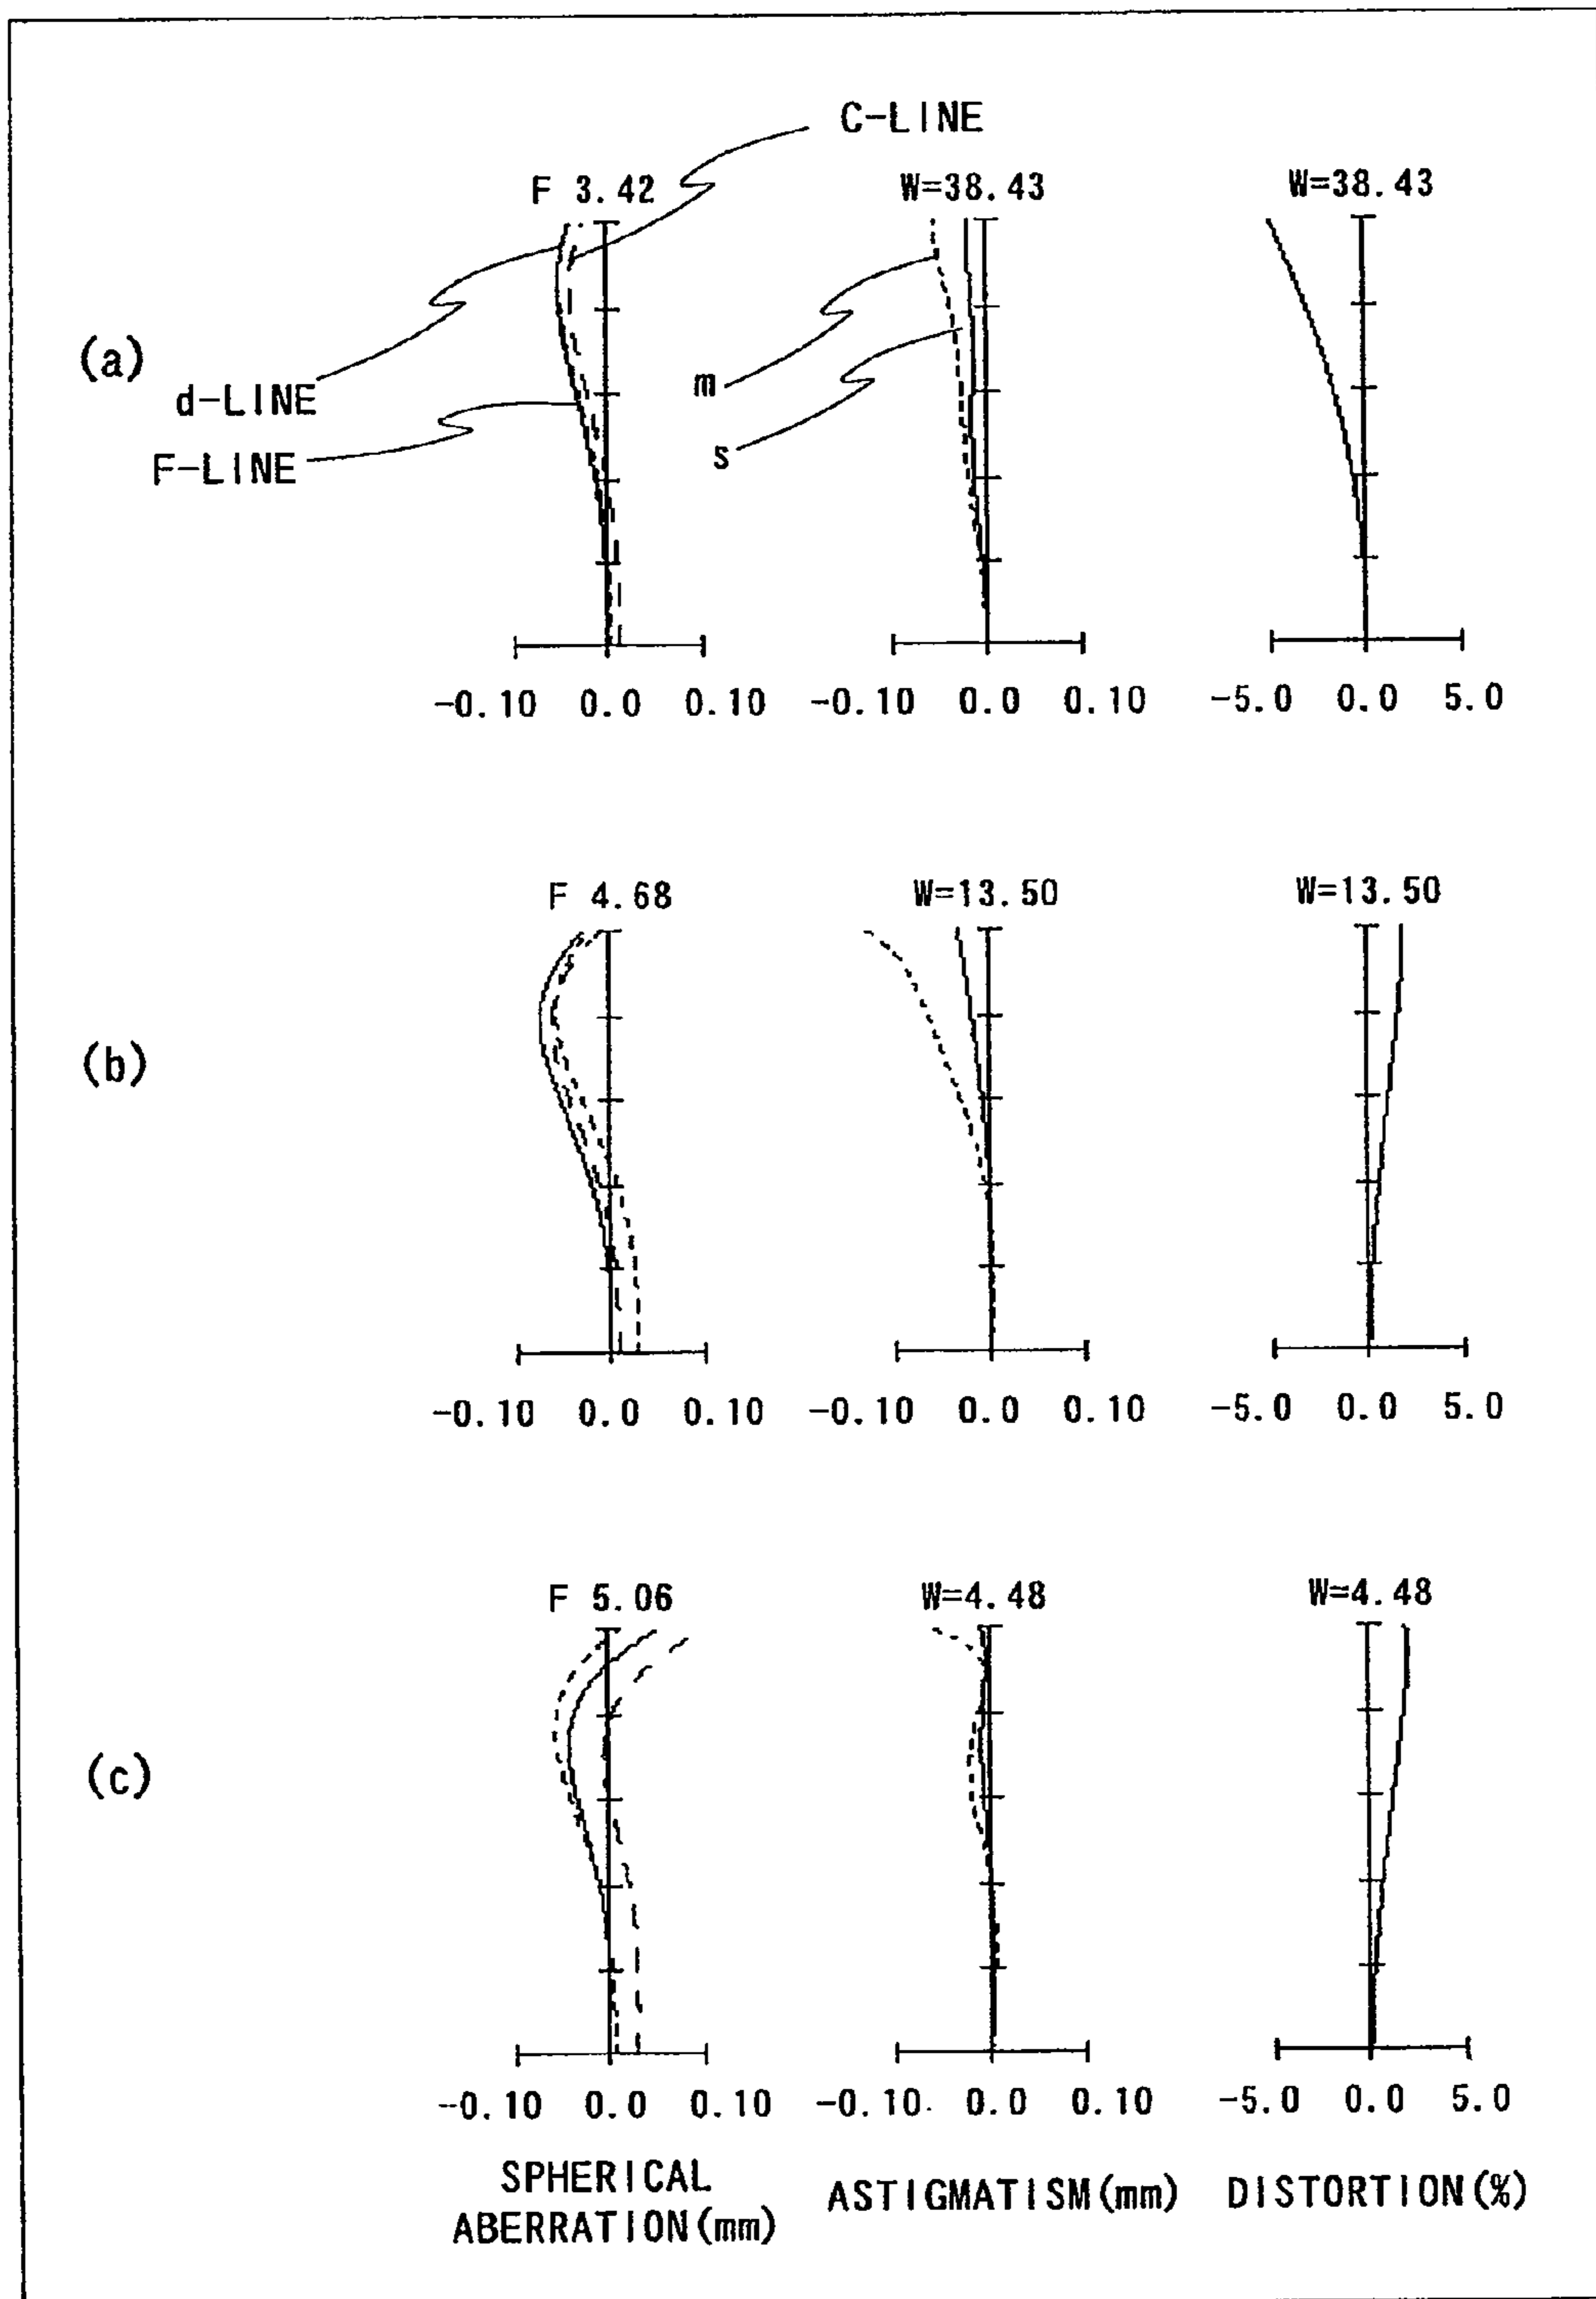 C-LINE
F 3.42 W=38.43 W=38.43
(a)
d-LINE
m
F-LINE
s
-0.10 0.0 0.10 -0.10 0.0 0.10 -5.0 0.0 5.0
F 4.68 W=13.50 W=13.50
(b)
-0.10 0.0 0.10 -0.10 0.0 0.10 -5.0 0.0 5.0
F 5.06 W=4.48 W=4.48
(c)
-0.10 0.0 0.10 -0.10 0.0 0.10 -5.0 0.0 5.0
SPHERICAL
ABERRATION(mm)
ASTIGMATISM(mm)
DISTORTION(%)